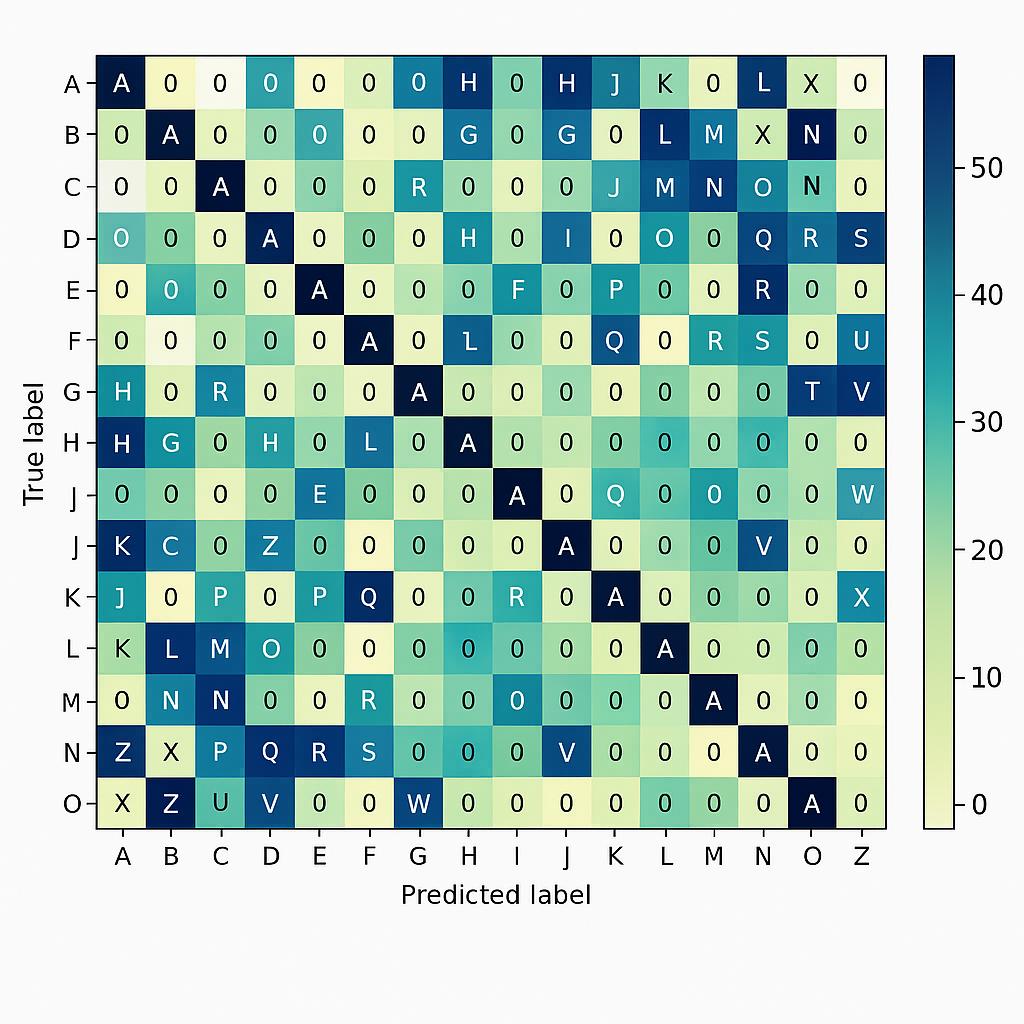 A A 0 0 0 0 0 0 H 0 H J K 0 L X 0
B 0 A 0 0 0 0 0 G 0 G 0 L M X N 0
C 0 0 A 0 0 0 R 0 0 0 J M N O N 0
D 0 0 0 A 0 0 0 H 0 I 0 O 0 Q R S
E 0 0 0 0 A 0 0 0 F 0 P 0 0 R 0 0
F 0 0 0 0 0 A 0 L 0 0 Q 0 R S 0 U
G H 0 R 0 0 0 A 0 0 0 0 0 0 0 T V
H H G 0 H 0 L 0 A 0 0 0 0 0 0 0 0
J 0 0 0 0 E 0 0 0 A 0 Q 0 0 0 0 W
J K C 0 Z 0 0 0 0 0 A 0 0 0 V 0 0
K J 0 P 0 P Q 0 0 R 0 A 0 0 0 0 X
L K L M O 0 0 0 0 0 0 0 A 0 0 0 0
M 0 N N 0 0 R 0 0 0 0 0 0 A 0 0 0
N Z X P Q R S 0 0 0 V 0 0 0 A 0 0
O X Z U V 0 0 W 0 0 0 0 0 0 0 A 0
A B C D E F G H I J K L M N O Z
Predicted label
True label
50
40
30
20
10
0